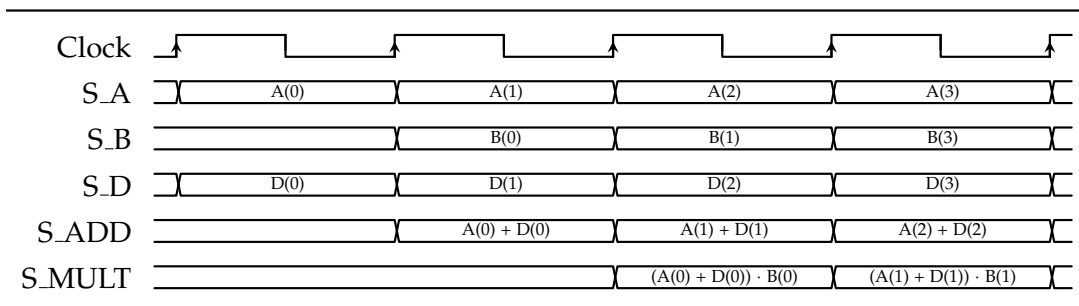 Clock
S_A A(0) A(1) A(2) A(3)
S_B B(0) B(1) B(3)
S_D D(0) D(1) D(2) D(3)
S_ADD A(0) + D(0) A(1) + D(1) A(2) + D(2)
S_MULT (A(0) + D(0)) · B(0) (A(1) + D(1)) · B(1)